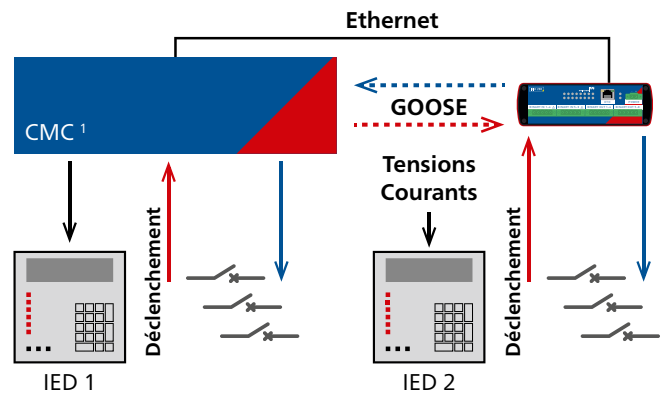 Ethernet
GOOSE
CMC 1
Tensions
Courants
Déclenchement
Déclenchement
IED 1
IED 2